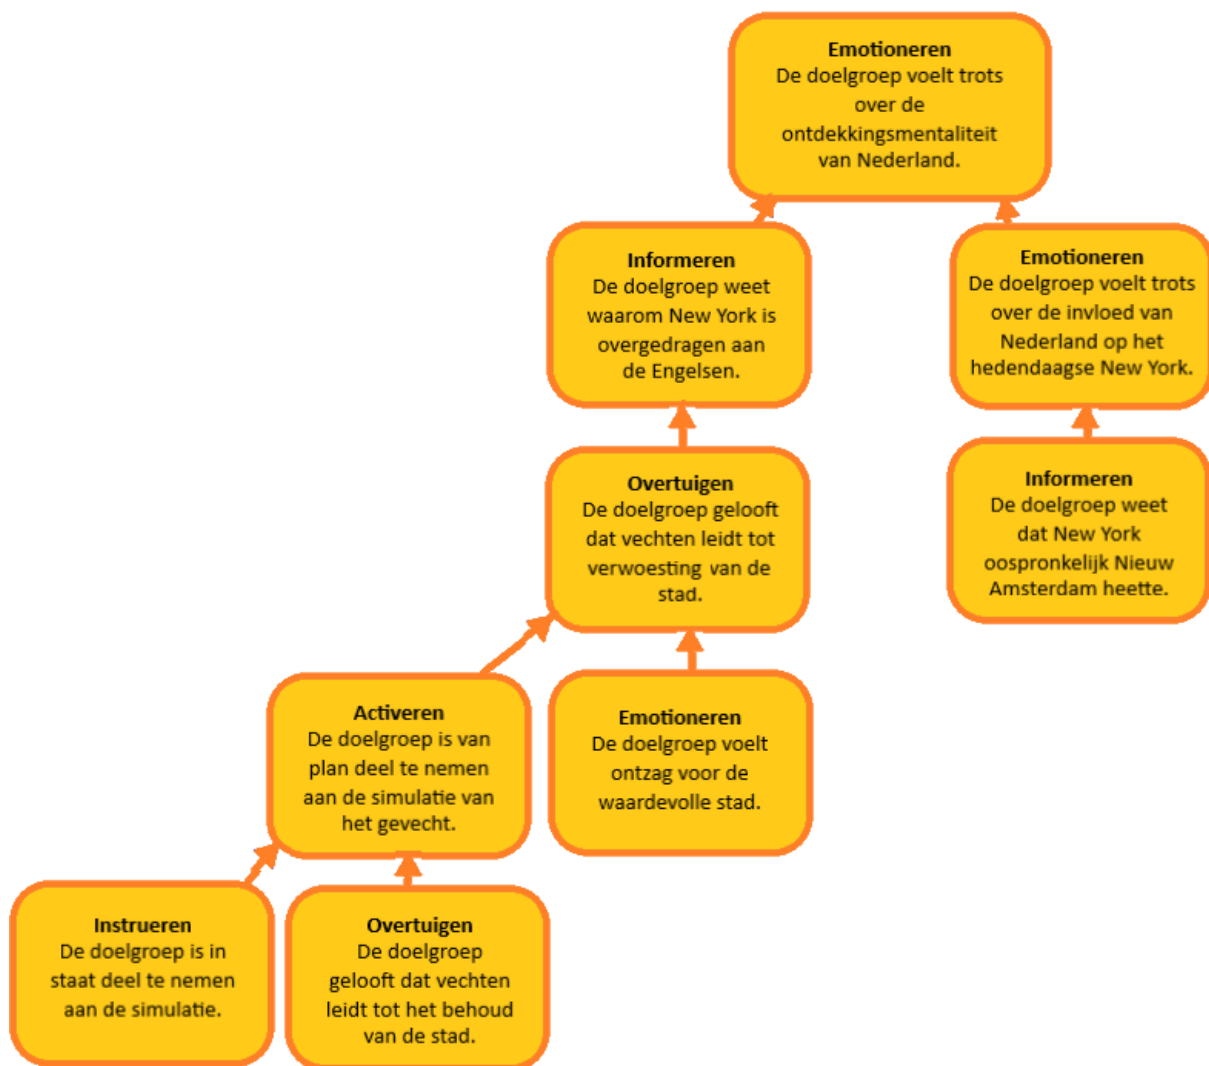 Emotioneren
De doelgroep voelt trots
over de
ontdekkingsmentaliteit
van Nederland.
Informeren
De doelgroep weet
waarom New York is
overgedragen aan
de Engelsen.
Emotioneren
De doelgroep voelt trots
over de invloed van
Nederland op het
hedendaagse New York.
Overtuigen
De doelgroep gelooft
dat vechten leidt tot
verwoesting van de
stad.
Informeren
De doelgroep weet
dat New York
oospronkelijk Nieuw
Amsterdam heette.
Activeren
De doelgroep is van
plan deel te nemen
aan de simulatie van
het gevecht.
Emotioneren
De doelgroep voelt
ontzag voor de
waardevolle stad.
Instrueren
De doelgroep is in
staat deel te nemen
aan de simulatie.
Overtuigen
De doelgroep
gelooft dat vechten
leidt tot het behoud
van de stad.